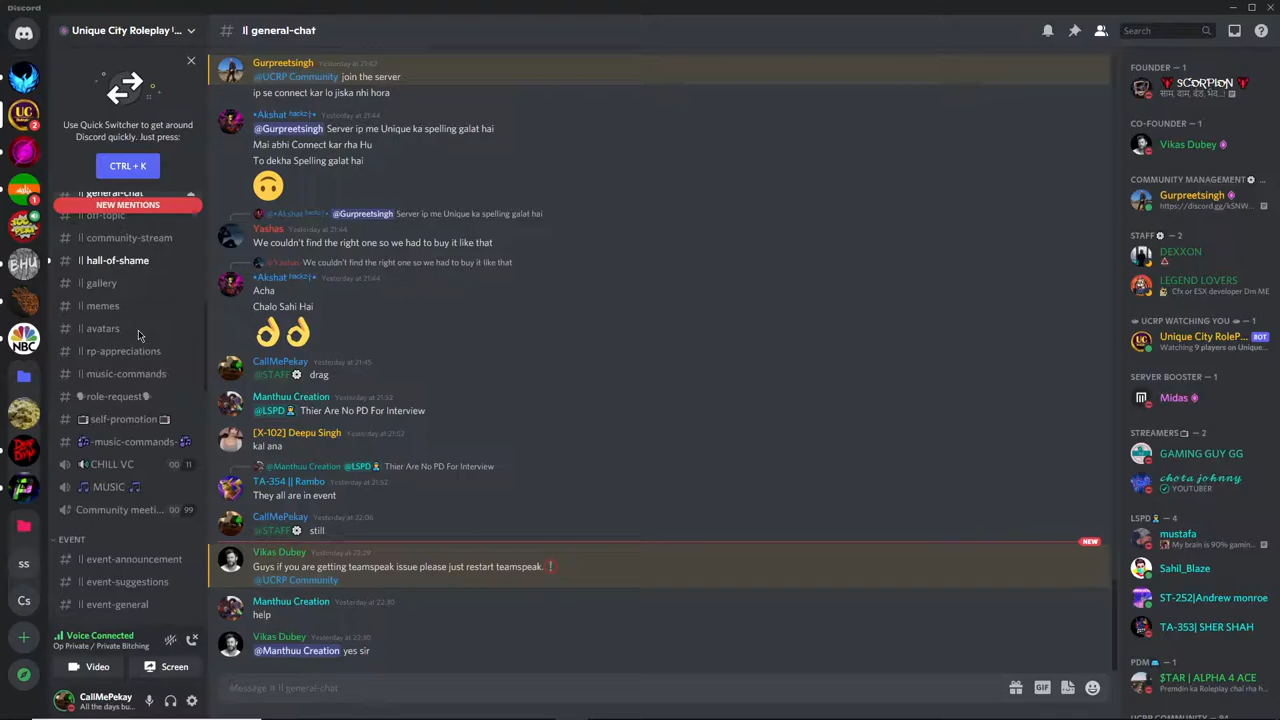 Discord
Unique City Roleplay |...
Use Quick Switcher to get around
Discord quickly. Just press:
CTRL + K
general-chat
NEW MENTIONS
off-topic
community-stream
hall-of-shame
gallery
memes
avatars
rp-appreciations
music-commands
role-request
self-promotion
-music-commands-
CHILL VC 00 11
MUSIC
Community meeti... 00 99
EVENT
event-announcement
event-suggestions
event-general
Voice Connected
Op Private / Private Bitching
Video Screen
CallMePekay
All the days bu...
UC
2
1
BHU
NBC
ss
Cs
# || general-chat
Search
Gurpreetsingh
@UCRP Community join the server
ip se connect kar lo jiska nhi hora
Yesterday at 21:44
@Gurpreetsingh Server ip me Unique ka spelling galat hai
Mai abhi Connect kar rha Hu
To dekha Spelling galat hai
@Gurpreetsingh Server ip me Unique ka spelling galat hai
Yashas Yesterday at 21:44
We couldn't find the right one so we had to buy it like that
@Yashas We couldn't find the right one so we had to buy it like that
Yesterday at 21:44
Acha
Chalo Sahi Hai
CallMePekay Yesterday at 21:45
@STAFF drag
Manthuu Creation Yesterday at 21:52
@LSPD Thier Are No PD For Interview
[X-102] Deepu Singh Yesterday at 21:52
kal ana
@Manthuu Creation @LSPD Thier Are No PD For Interview
TA-354 || Rambo Yesterday at 21:52
They all are in event
CallMePekay Yesterday at 22:06
@STAFF still
NEW
Vikas Dubey Yesterday at 22:29
Guys if you are getting teamspeak issue please just restart teamspeak. ❗
@UCRP Community
Manthuu Creation Yesterday at 22:30
help
Vikas Dubey Yesterday at 22:30
@Manthuu Creation yes sir
Message # || general-chat
GIF
FOUNDER — 1
SCORPION
साम, दाम, दंड, भेद..!
CO-FOUNDER — 1
Vikas Dubey
COMMUNITY MANAGEMENT ...
Gurpreetsingh
https://discord.gg/kSNW...
STAFF — 2
DEXXON
LEGEND LOVERS
Cfx or ESX developer Dm ME
UCRP WATCHING YOU — 1
Unique City RoleP... BOT
Watching 9 players on Unique...
SERVER BOOSTER — 1
Midas
STREAMERS — 2
GAMING GUY GG
chota johnny
YOUTUBER
LSPD — 4
mustafa
My brain is 90% gamin...
Sahil_Blaze
ST-252|Andrew monroe
TA-353| SHER SHAH
PDM — 1
$TAR | ALPHA 4 ACE
Premdin ka Roleplay chal rha h...